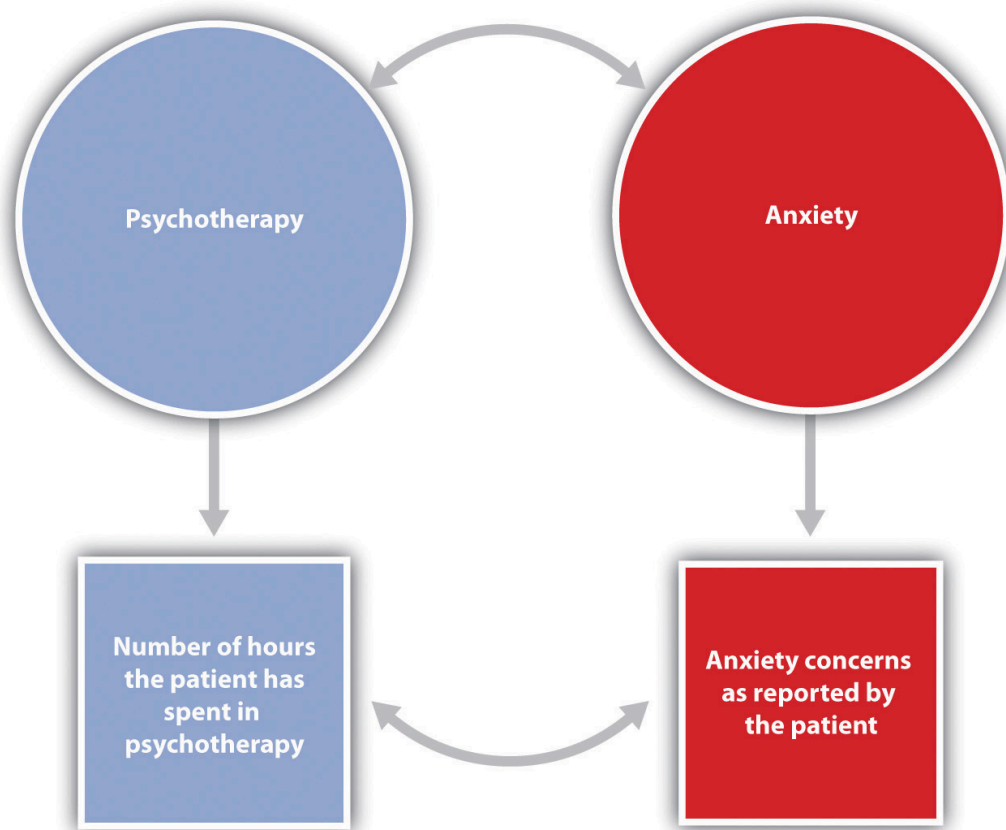 Psychotherapy
Anxiety
Number of hours
the patient has
spent in
psychotherapy
Anxiety concerns
as reported by
the patient